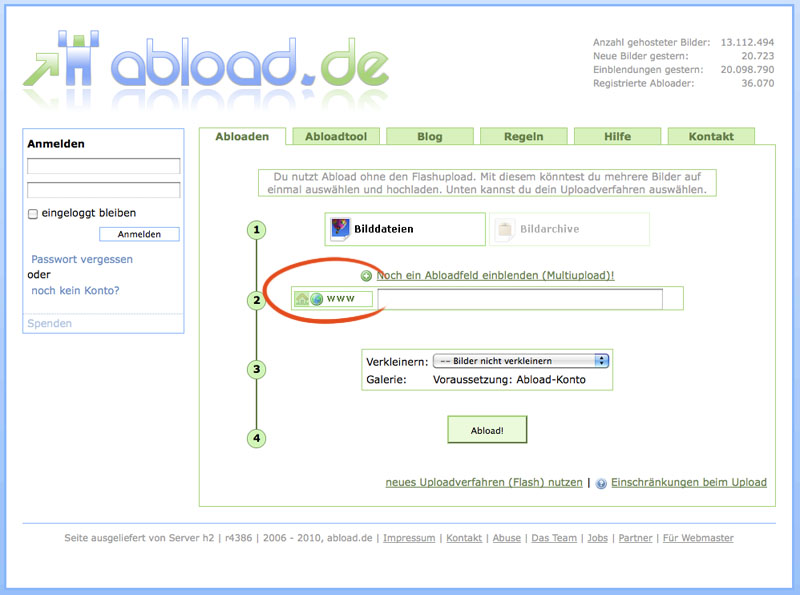 abload.de
Anzahl gehosteter Bilder: 13.112.494
Neue Bilder gestern: 20.723
Einblendungen gestern: 20.098.790
Registrierte Abloader: 36.070
Anmelden
eingeloggt bleiben
Anmelden
Passwort vergessen
oder
noch kein Konto?
Spenden
Abloaden Abloadtool Blog Regeln Hilfe Kontakt
Du nutzt Abload ohne den Flashupload. Mit diesem könntest du mehrere Bilder auf
einmal auswählen und hochladen. Unten kannst du dein Uploadverfahren auswählen.
1 Bilddateien Bildarchive
Noch ein Abloadfeld einblenden (Multiupload)!
2 www
3
Verkleinern: -- Bilder nicht verkleinern
Galerie: Voraussetzung: Abload-Konto
Abload!
4
neues Uploadverfahren (Flash) nutzen | Einschränkungen beim Upload
Seite ausgeliefert von Server h2 | r4386 | 2006 - 2010, abload.de | Impressum | Kontakt | Abuse | Das Team | Jobs | Partner | Für Webmaster